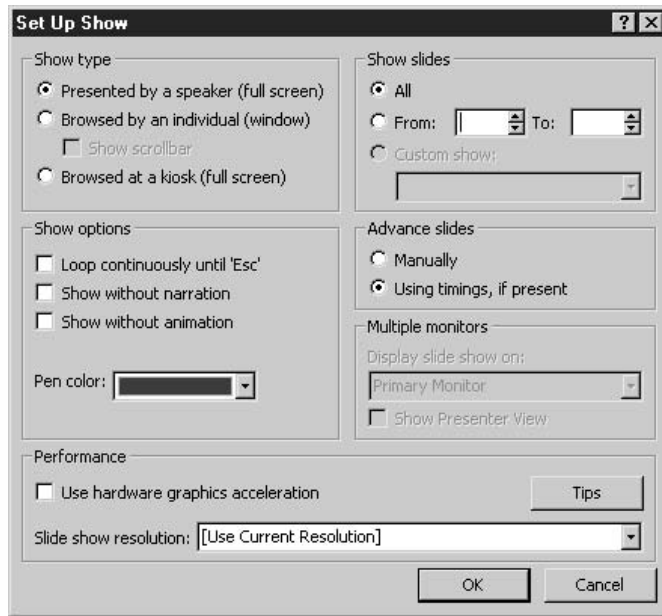 Set Up Show
Show type
Presented by a speaker (full screen)
Browsed by an individual (window)
Show scrollbar
Browsed at a kiosk (full screen)
Show slides
All
From: To:
Custom show:
Show options
Loop continuously until 'Esc'
Show without narration
Show without animation
Pen color:
Advance slides
Manually
Using timings, if present
Multiple monitors
Display slide show on:
Primary Monitor
Show Presenter View
Performance
Use hardware graphics acceleration
Tips
Slide show resolution: [Use Current Resolution]
OK Cancel